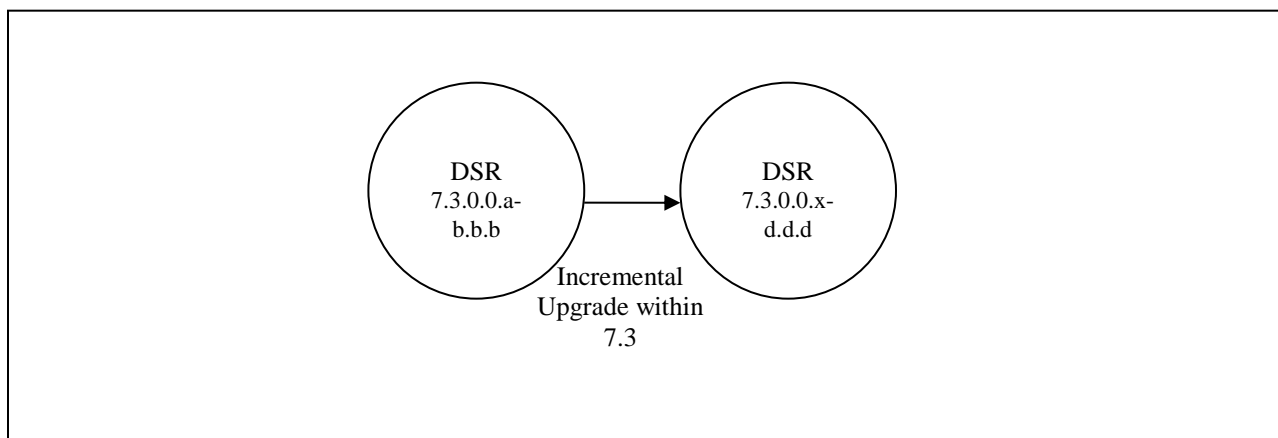 DSR
7.3.0.0.a-
b.b.b
DSR
7.3.0.0.x-
d.d.d
Incremental
Upgrade within
7.3